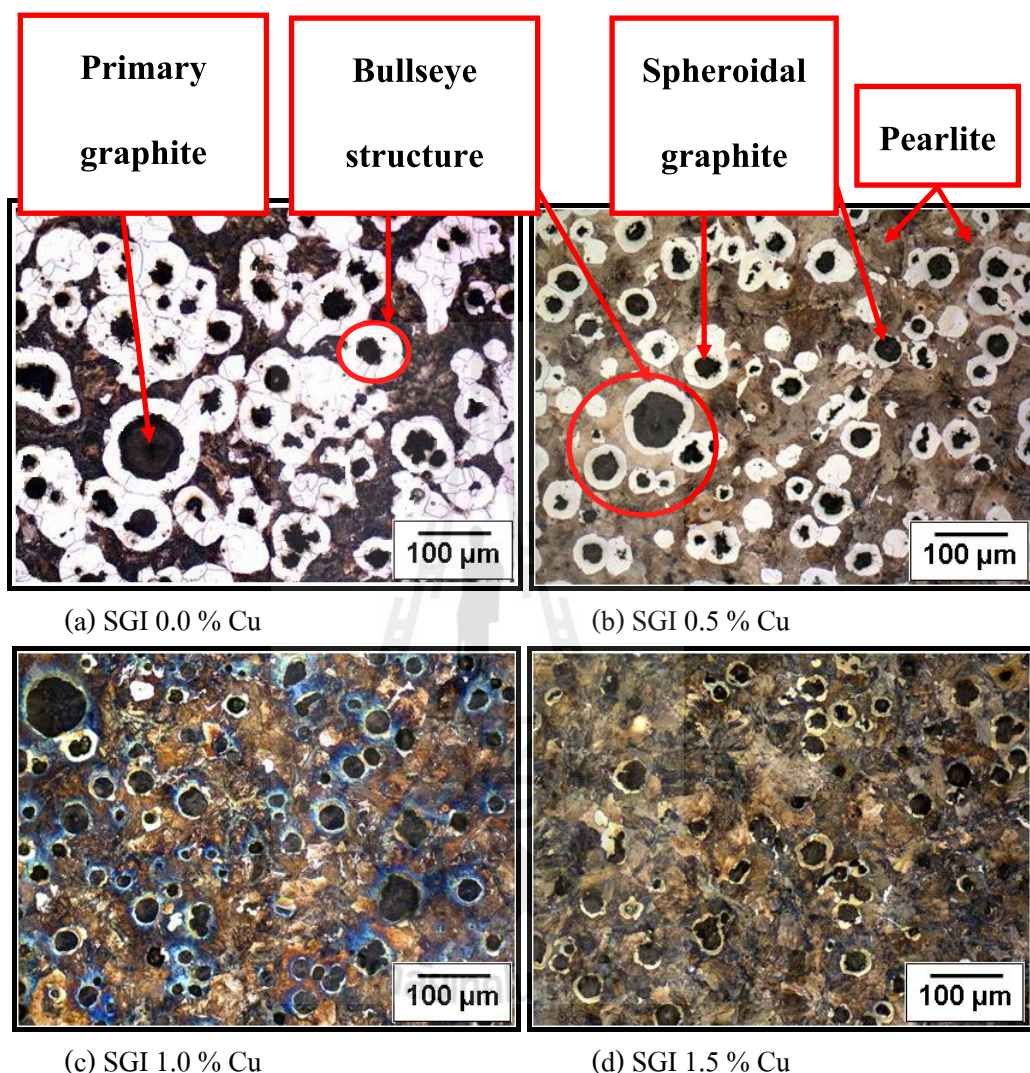 Primary
graphite
Bullseye
structure
Spheroidal
graphite
Pearlite
100 µm
100 µm
(a) SGI 0.0 % Cu
(b) SGI 0.5 % Cu
100 µm
100 µm
(c) SGI 1.0 % Cu
(d) SGI 1.5 % Cu